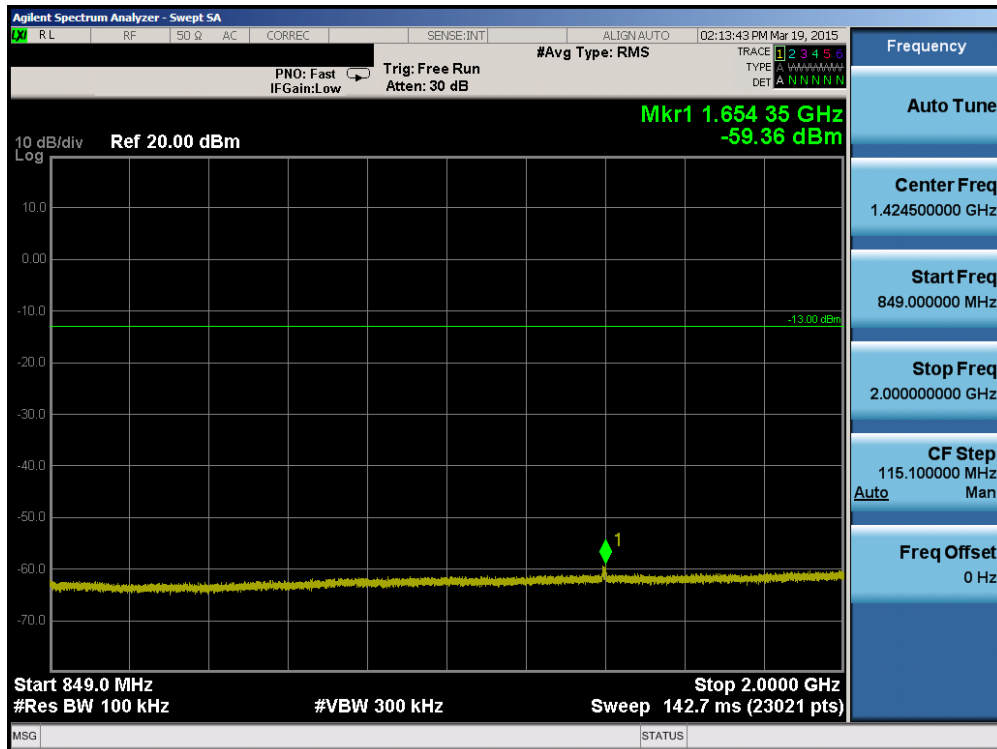 Agilent Spectrum Analyzer - Swept SA
LXI RL RF 50 Ω AC CORREC SENSE:INT ALIGN AUTO 02:13:43 PM Mar 19, 2015
PNO: Fast
IFGain:Low
Trig: Free Run
Atten: 30 dB
#Avg Type: RMS
TRACE 1 2 3 4 5 6
TYPE A WWWWW
DET A N N N N N
Mkr1 1.654 35 GHz
-59.36 dBm
10 dB/div Ref 20.00 dBm
Log
10.0
0.00
-10.0
-13.00 dBm
-20.0
-30.0
-40.0
-50.0
1
-60.0
-70.0
Start 849.0 MHz Stop 2.0000 GHz
#Res BW 100 kHz #VBW 300 kHz Sweep 142.7 ms (23021 pts)
MSG STATUS
Frequency
Auto Tune
Center Freq
1.424500000 GHz
Start Freq
849.000000 MHz
Stop Freq
2.000000000 GHz
CF Step
115.100000 MHz
Auto Man
Freq Offset
0 Hz